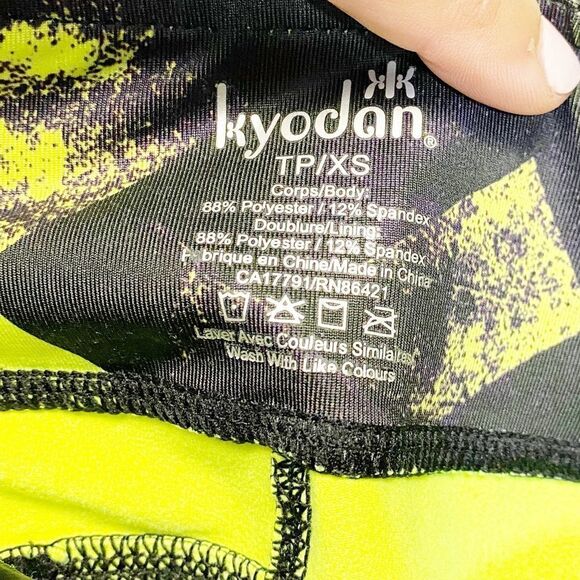 kyodan®
TP/XS
Corps/Body:
88% Polyester / 12% Spandex
Doublure/Lining:
88% Polyester / 12% Spandex
Fabrique en Chine/Made in China
CA17791/RN86421
Laver Avec Couleurs Similaires
Wash With Like Colours